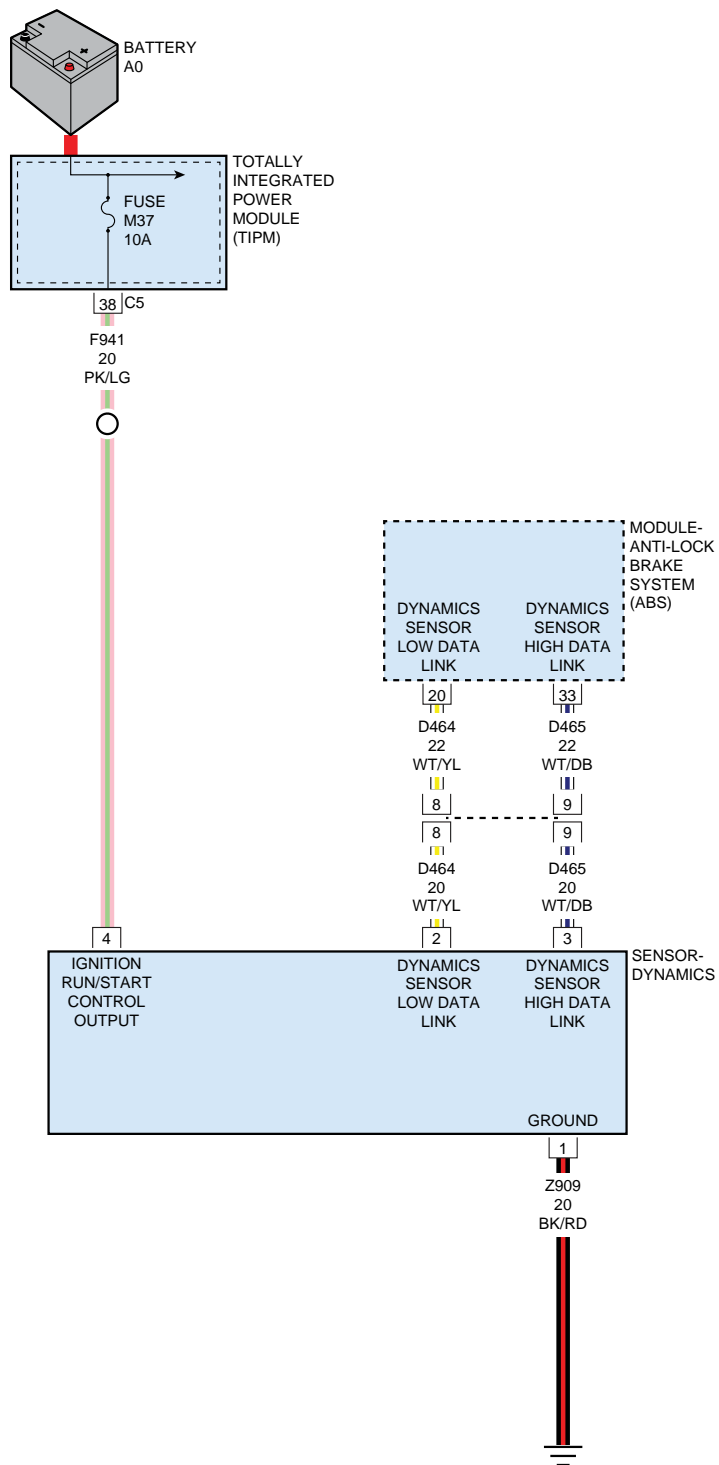 BATTERY
A0
TOTALLY
INTEGRATED
POWER
MODULE
(TIPM)
FUSE
M37
10A
38 C5
F941
20
PK/LG
MODULE-
ANTI-LOCK
BRAKE
SYSTEM
(ABS)
DYNAMICS
SENSOR
LOW DATA
LINK
DYNAMICS
SENSOR
HIGH DATA
LINK
20
33
D464
22
WT/YL
D465
22
WT/DB
8
9
8
9
D464
20
WT/YL
D465
20
WT/DB
4
2
3
SENSOR-
DYNAMICS
IGNITION
RUN/START
CONTROL
OUTPUT
DYNAMICS
SENSOR
LOW DATA
LINK
DYNAMICS
SENSOR
HIGH DATA
LINK
GROUND
1
Z909
20
BK/RD